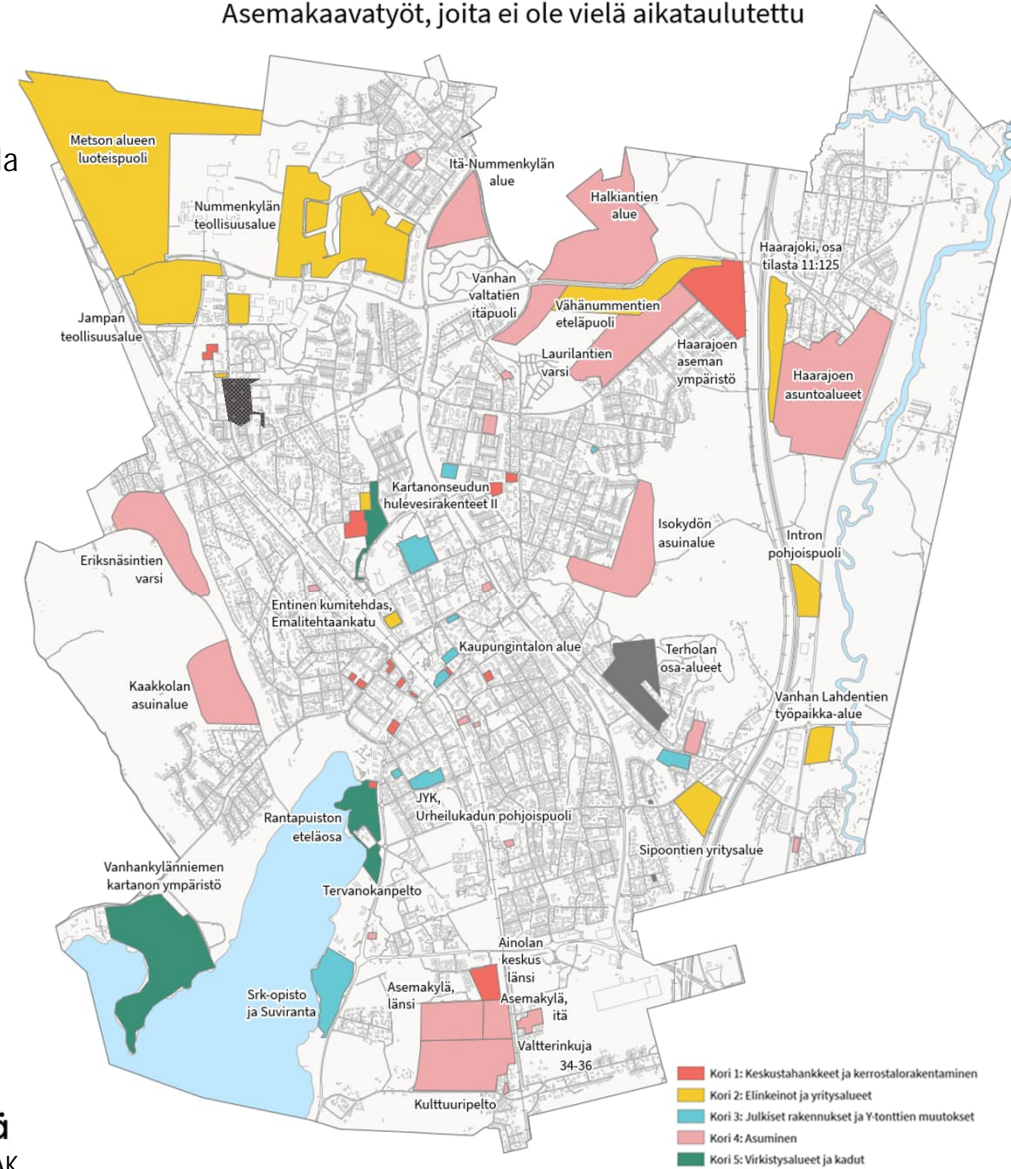 Asemakaavatyöt, joita ei ole vielä aikataulutettu
la
Metson alueen
luoteispuoli
Itä-Nummenkylän
alue
Halkiantien
alue
Nummenkylän
teollisuusalue
Haarajoki, osa
tilasta 11:125
Vanhan
valtatien
itäpuoli
Vähänummentien
eteläpuoli
Jampan
teollisuusalue
Laurilantien
varsi
Haarajoen
aseman
ympäristö
Haarajoen
asuntoalueet
Kartanonseudun
hulevesirakenteet II
Isokydön
asuinalue
Intron
pohjoispuoli
Eriksnäsintien
varsi
Entinen kumitehdas,
Emalitehtaankatu
Kaupungintalon alue
Terholan
osa-alueet
Kaakkolan
asuinalue
Vanhan Lahdentien
työpaikka-alue
JYK,
Urheilukadun pohjoispuoli
Rantapuiston
eteläosa
Sipoontien yritysalue
Vanhankylänniemen
kartanon ympäristö
Tervanokanpelto
Ainolan
keskus
länsi
Asemakylä,
länsi
Asemakylä,
itä
Srk-opisto
ja Suviranta
Valtterinkuja
34-36
Kulttuuripelto
Kori 1: Keskustahankkeet ja kerrostalorakentaminen
Kori 2: Elinkeinot ja yritysalueet
Kori 3: Julkiset rakennukset ja Y-tonttien muutokset
Kori 4: Asuminen
Kori 5: Virkistysalueet ja kadut
ä
AK